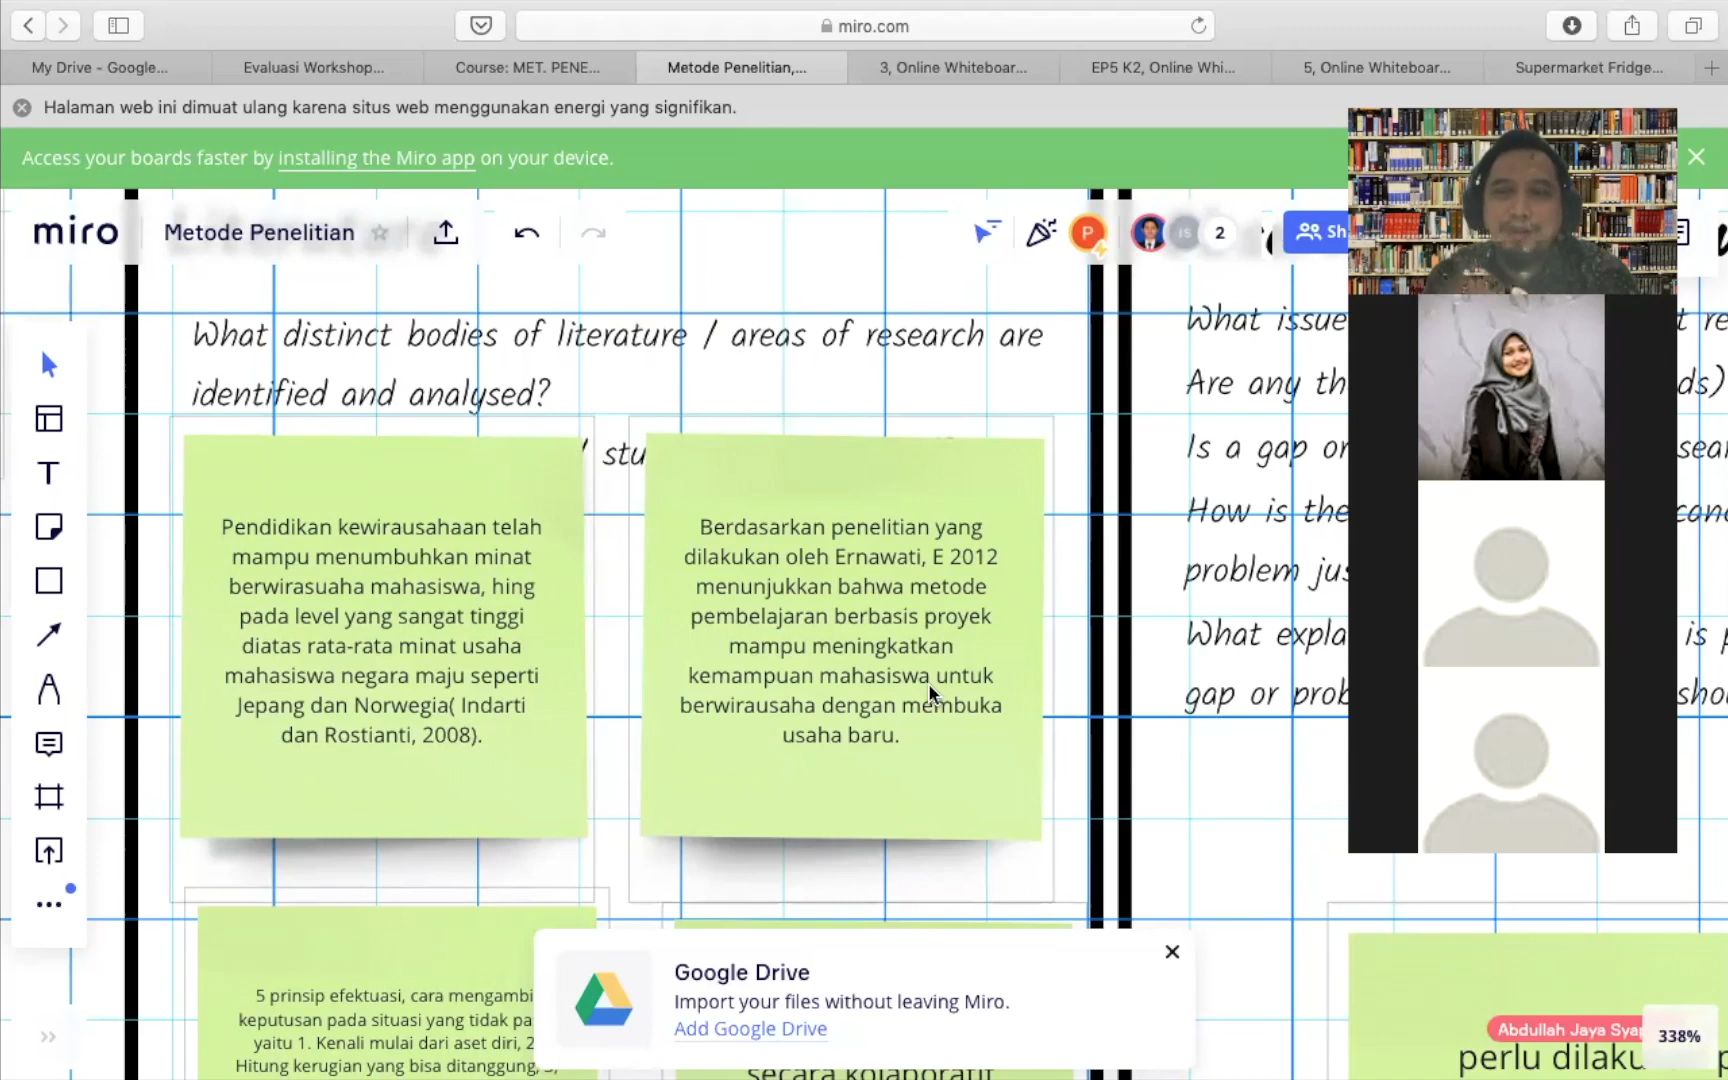 miro.com
My Drive - Google...
Evaluasi Workshop...
Course: MET. PENE...
Metode Penelitian,...
3, Online Whiteboar...
EP5 K2, Online Whi...
5, Online Whiteboar...
Supermarket Fridge...
Halaman web ini dimuat ulang karena situs web menggunakan energi yang signifikan.
Access your boards faster by installing the Miro app on your device.
miro
Metode Penelitian
P
IS
2
Sh
What distinct bodies of literature / areas of research are
identified and analysed?
/ stu
Pendidikan kewirausahaan telah
mampu menumbuhkan minat
berwirasuaha mahasiswa, hing
pada level yang sangat tinggi
diatas rata-rata minat usaha
mahasiswa negara maju seperti
Jepang dan Norwegia( Indarti
dan Rostianti, 2008).
Berdasarkan penelitian yang
dilakukan oleh Ernawati, E 2012
menunjukkan bahwa metode
pembelajaran berbasis proyek
mampu meningkatkan
kemampuan mahasiswa untuk
berwirausaha dengan membuka
usaha baru.
What issue
Are any th ds)
Is a gap or sear
How is the canc
problem jus
What expla is p
gap or prob sho
5 prinsip efektuasi, cara mengambi
keputusan pada situasi yang tidak pa
yaitu 1. Kenali mulai dari aset diri, 2
Hitung kerugian yang bisa ditanggung, 3,
Google Drive
Import your files without leaving Miro.
Add Google Drive
secara kolaboratif
Abdullah Jaya Syap
338%
perlu dilaku